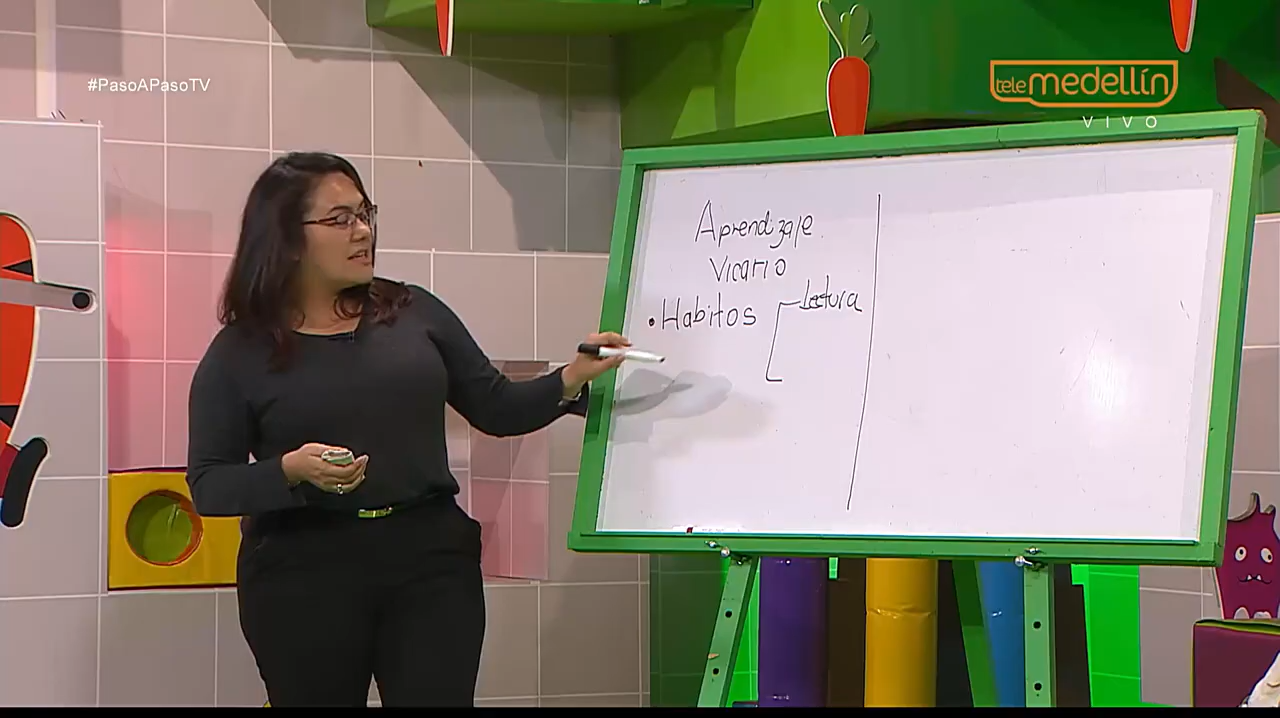 #PasoAPasoTV
tele medellín
VIVO
Aprendizaje
Vicario
• Habitos
Lectura